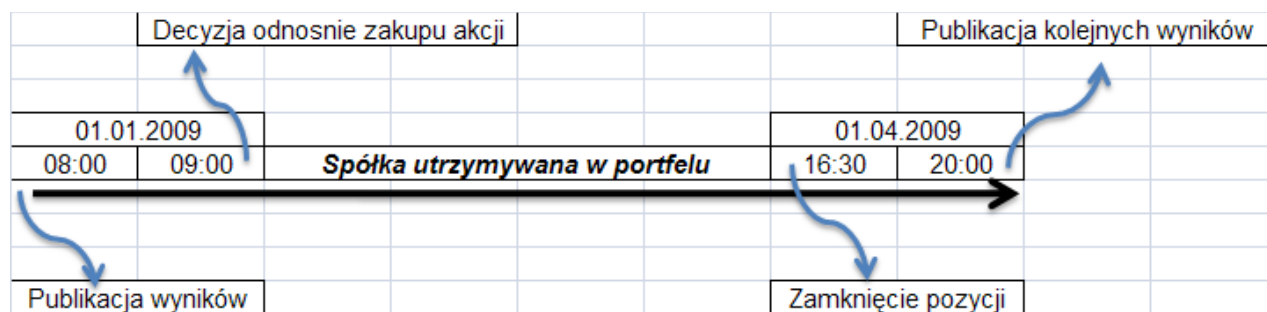 Decyzja odnosnie zakupu akcji
Publikacja kolejnych wyników
01.01.2009
01.04.2009
08:00
09:00
Spółka utrzymywana w portfelu
16:30
20:00
Publikacja wyników
Zamknięcie pozycji